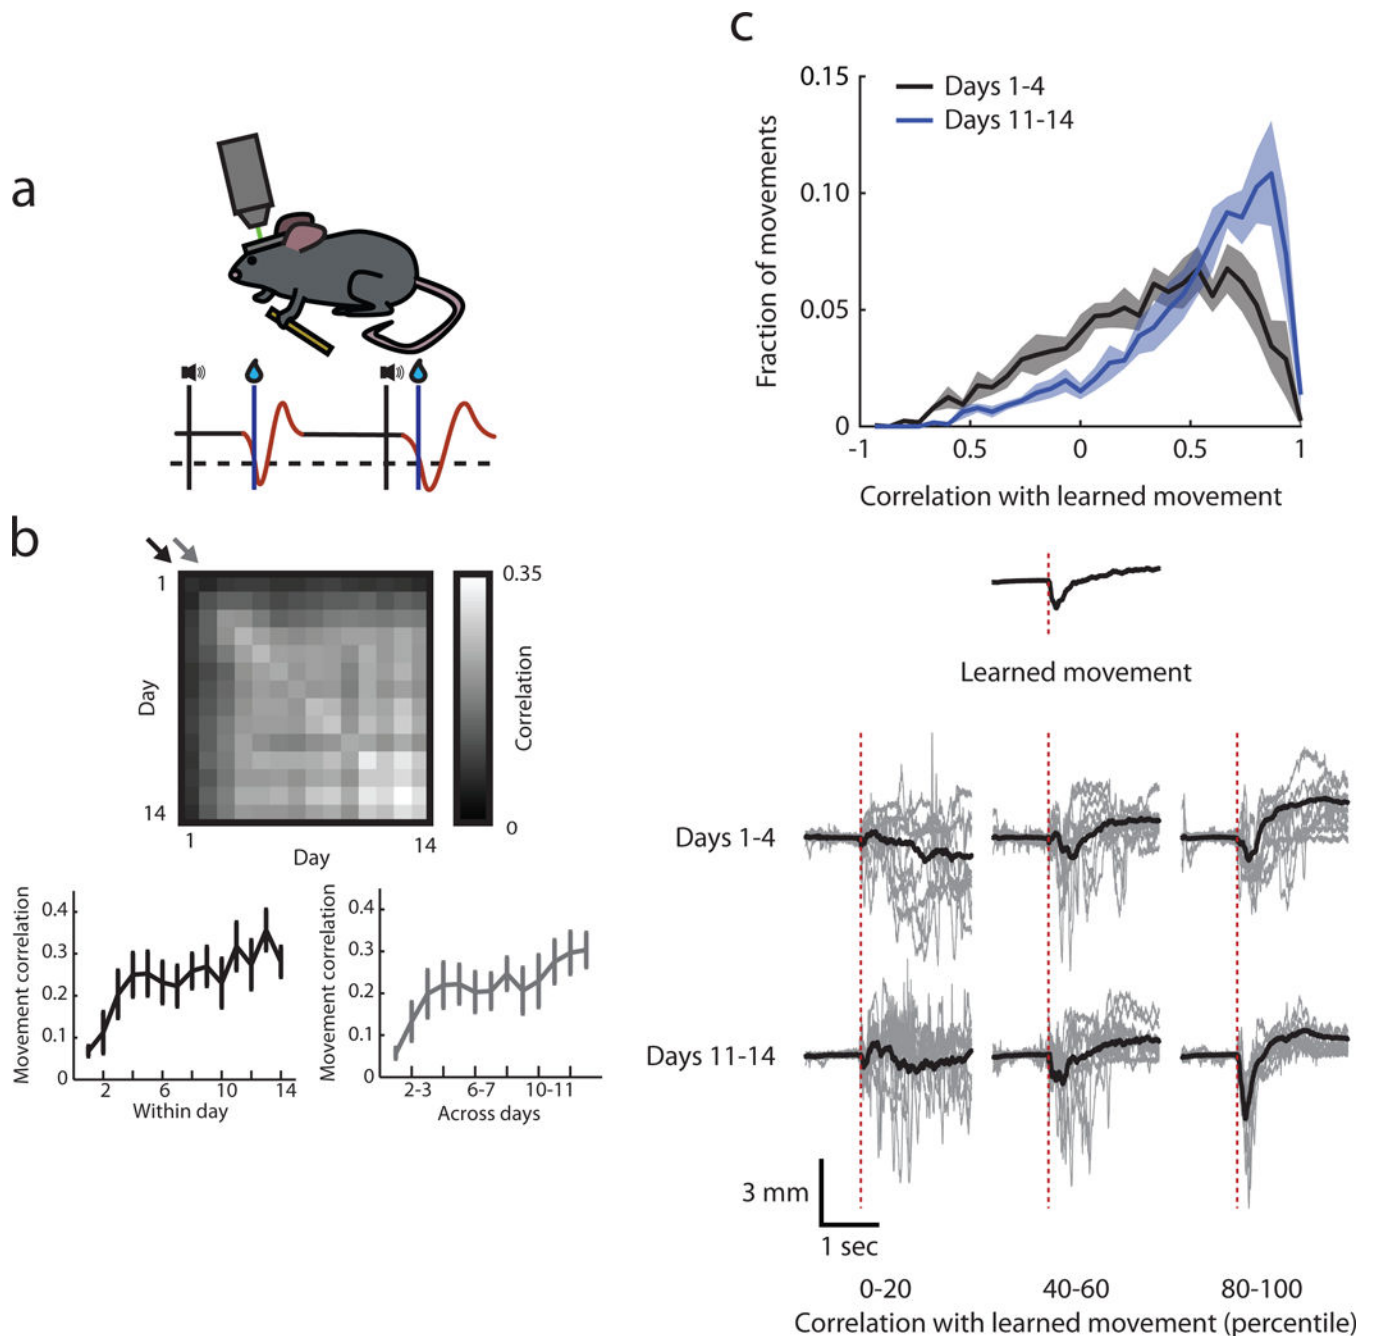 a
b
1
Day
14
1
Day
14
0.35
Correlation
0
Movement correlation
0.4
0.3
0.2
0.1
0
2
6
10
14
Within day
Movement correlation
0.4
0.3
0.2
0.1
0
2-3
6-7
10-11
Across days
c
Fraction of movements
0.15
0.10
0.05
0
Days 1-4
Days 11-14
-1
0.5
0
0.5
1
Correlation with learned movement
Learned movement
Days 1-4
Days 11-14
3 mm
1 sec
0-20
40-60
80-100
Correlation with learned movement (percentile)